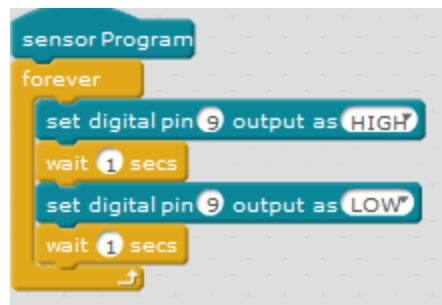 sensor Program
forever
set digital pin 9 output as HIGH
wait 1 secs
set digital pin 9 output as LOW
wait 1 secs